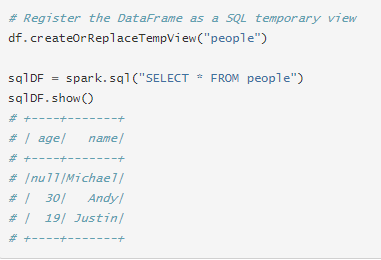 # Register the DataFrame as a SQL temporary view
df.createOrReplaceTempView("people")

sqlDF = spark.sql("SELECT * FROM people")
sqlDF.show()
# +----+-------+
# | age|   name|
# +----+-------+
# |null|Michael|
# |  30|   Andy|
# |  19| Justin|
# +----+-------+